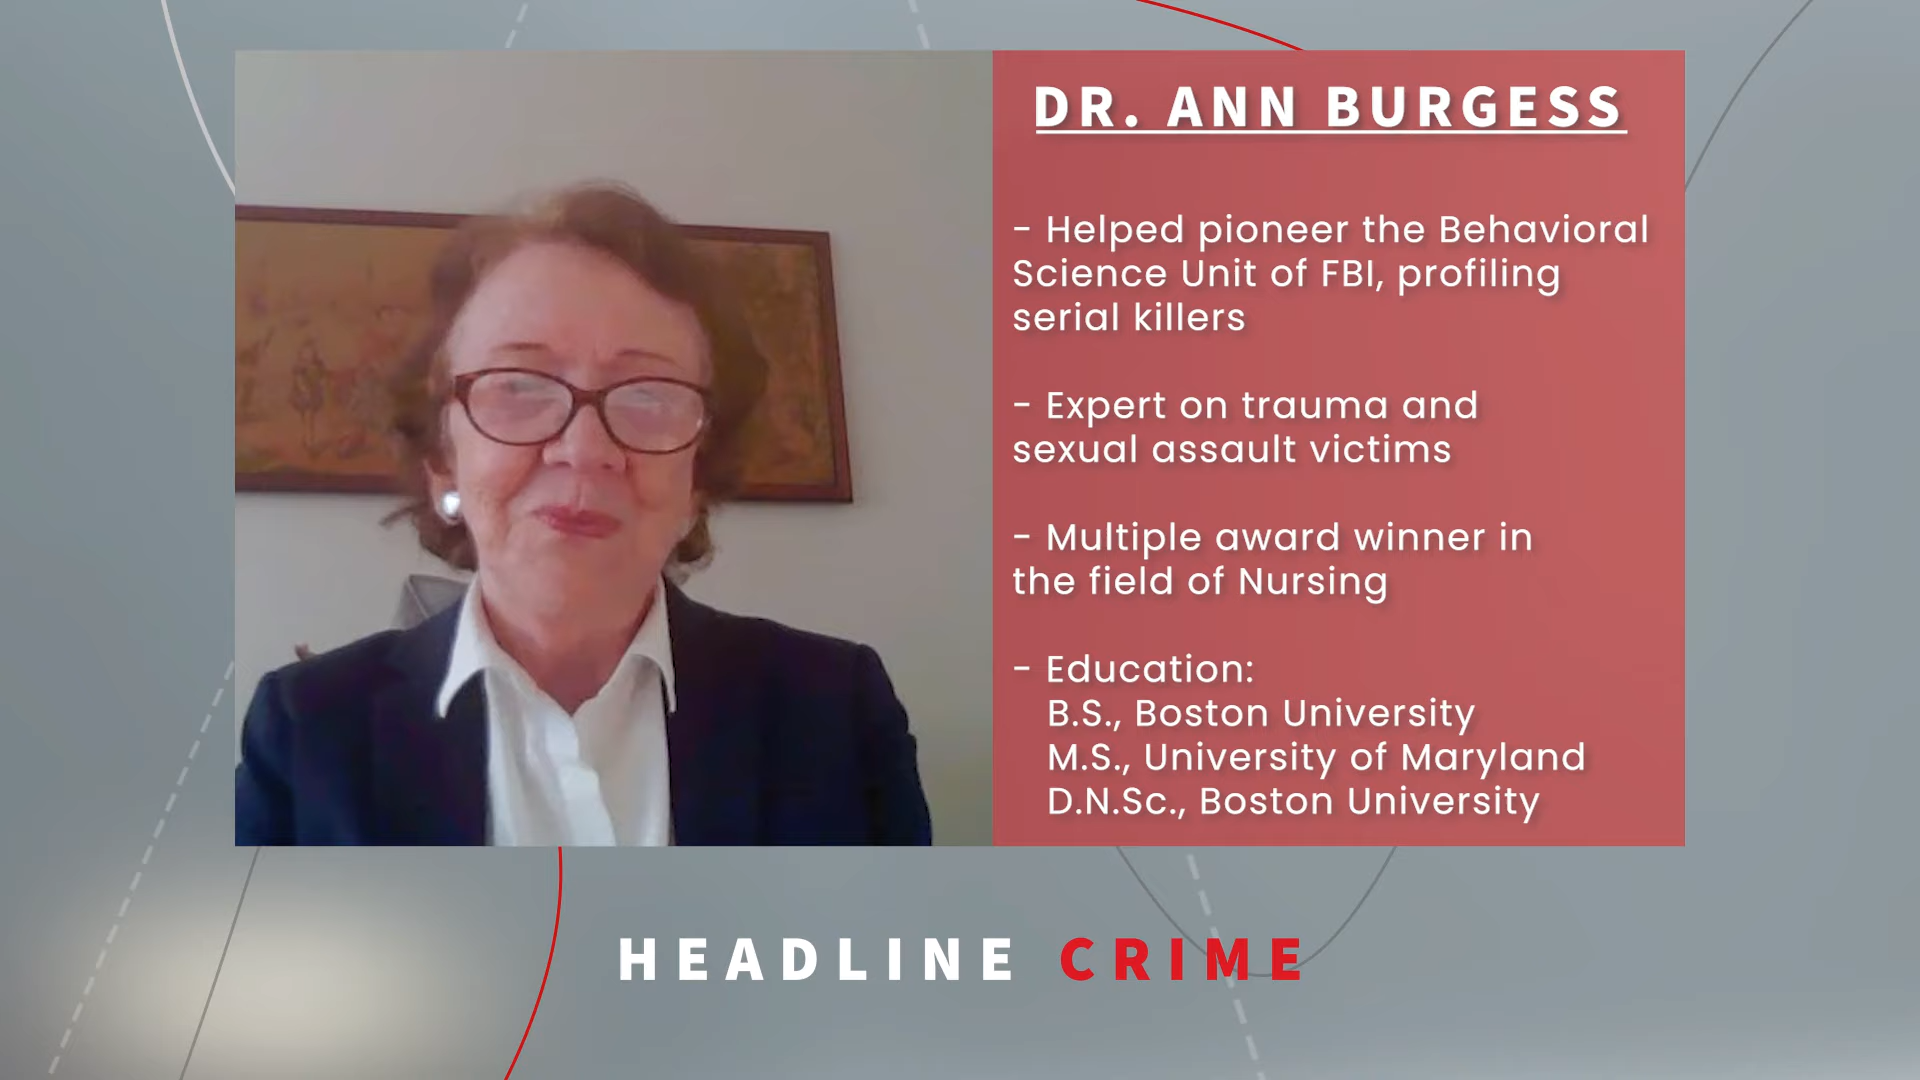 DR. ANN BURGESS
- Helped pioneer the Behavioral
Science Unit of FBI, profiling
serial killers
- Expert on trauma and
sexual assault victims
- Multiple award winner in
the field of Nursing
- Education:
B.S., Boston University
M.S., University of Maryland
D.N.Sc., Boston University
HEADLINE CRIME